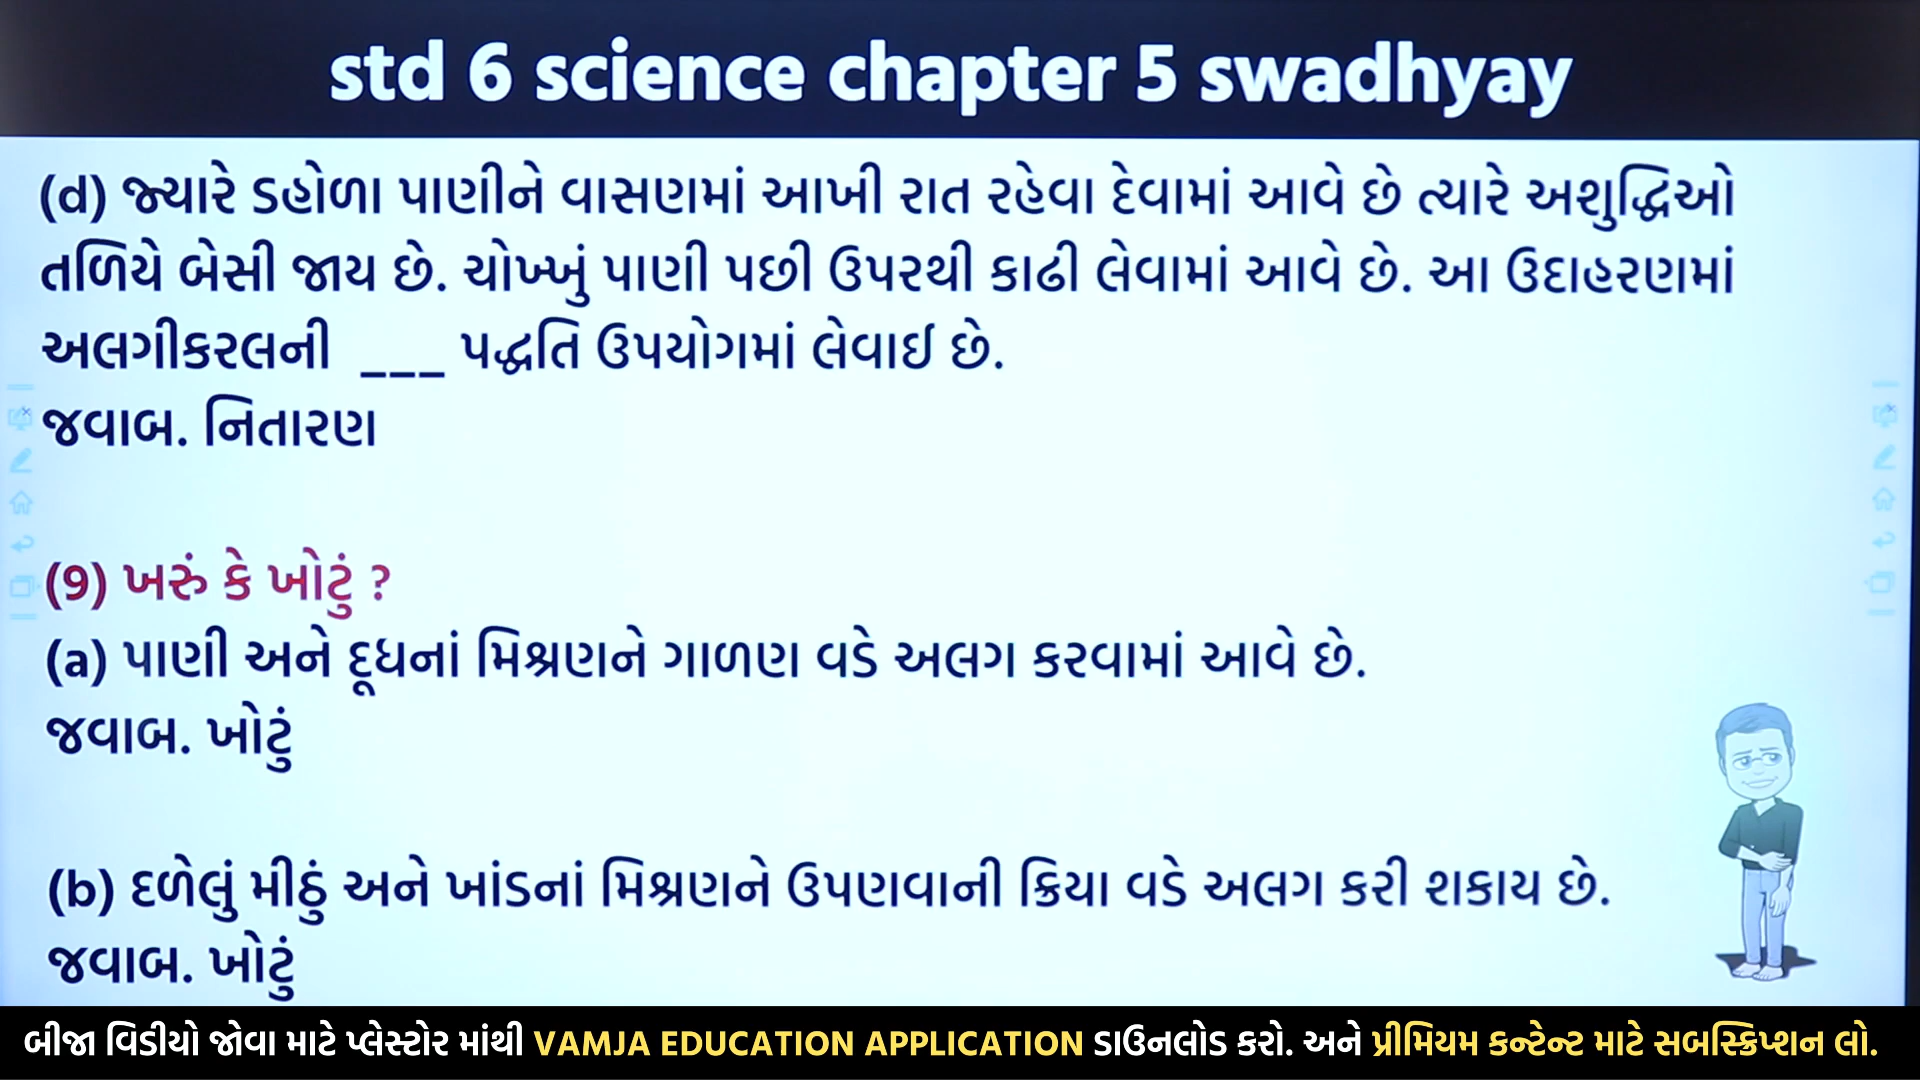 std 6 science chapter 5 swadhyay
(d) જ્યારે ડહોળા પાણીને વાસણમાં આખી રાત રહેવા દેવામાં આવે છે ત્યારે અશુદ્ધિઓ
તળિયે બેસી જાય છે. ચોખ્ખું પાણી પછી ઉપરથી કાઢી લેવામાં આવે છે. આ ઉદાહરણમાં
અલગીકરલની ___ પદ્ધતિ ઉપયોગમાં લેવાઈ છે.
જવાબ. નિતારણ
(9) ખરું કે ખોટું ?
(a) પાણી અને દૂધનાં મિશ્રણને ગાળણ વડે અલગ કરવામાં આવે છે.
જવાબ. ખોટું
(b) દળેલું મીઠું અને ખાંડનાં મિશ્રણને ઉપણવાની ક્રિયા વડે અલગ કરી શકાય છે.
જવાબ. ખોટું
બીજા વિડીયો જોવા માટે પ્લેસ્ટોર માંથી VAMJA EDUCATION APPLICATION ડાઉનલોડ કરો. અને પ્રીમિયમ કન્ટેન્ટ માટે સબસ્ક્રિપ્શન લો.